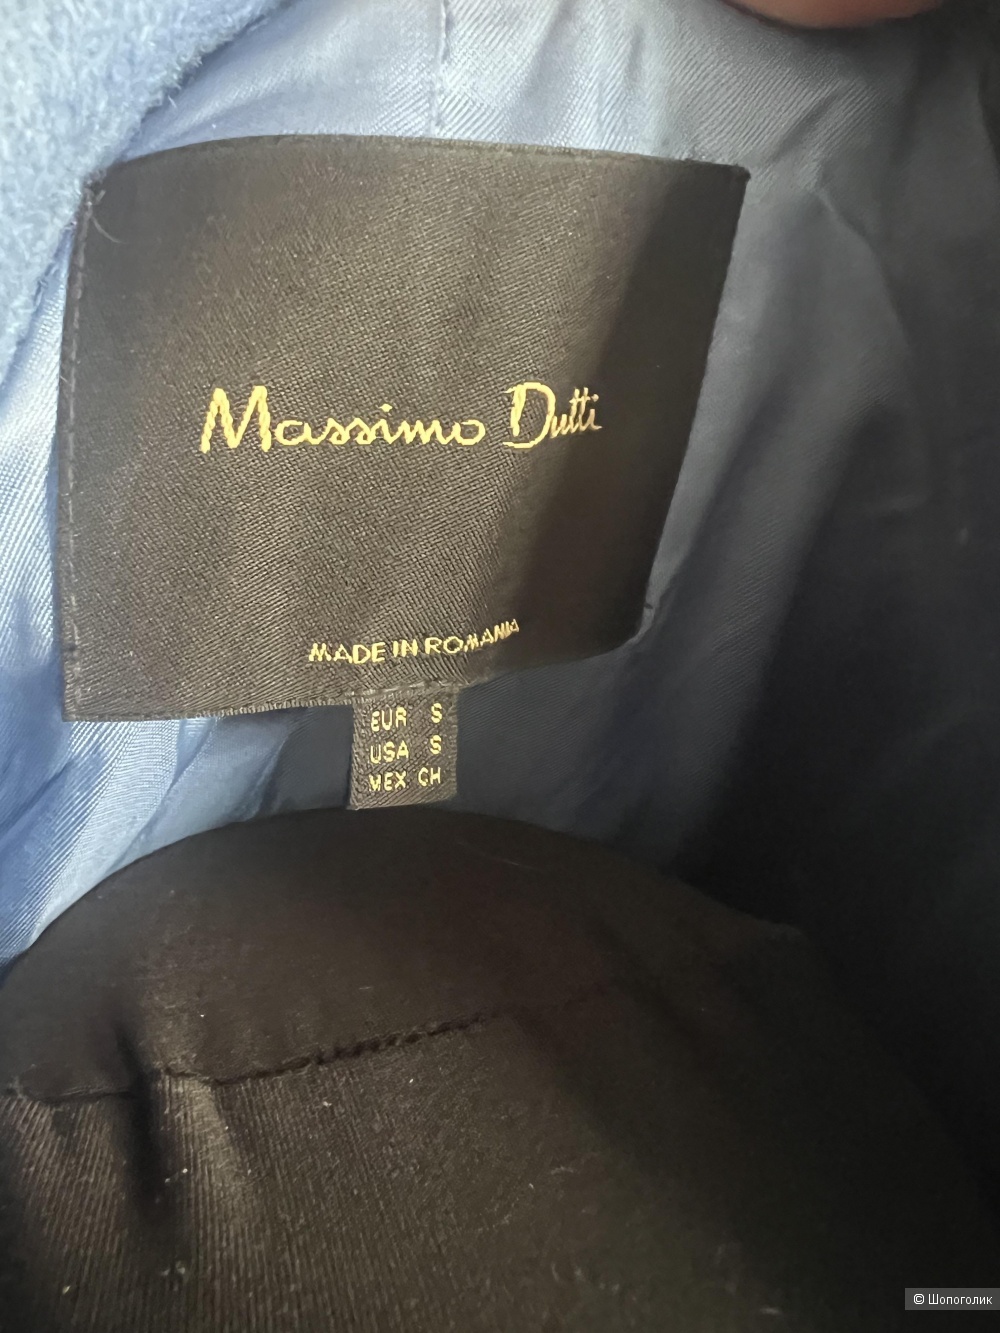 Massimo Dutti
MADE IN ROMANIA
EUR S
USA S
MEX CH
© Шопоголик